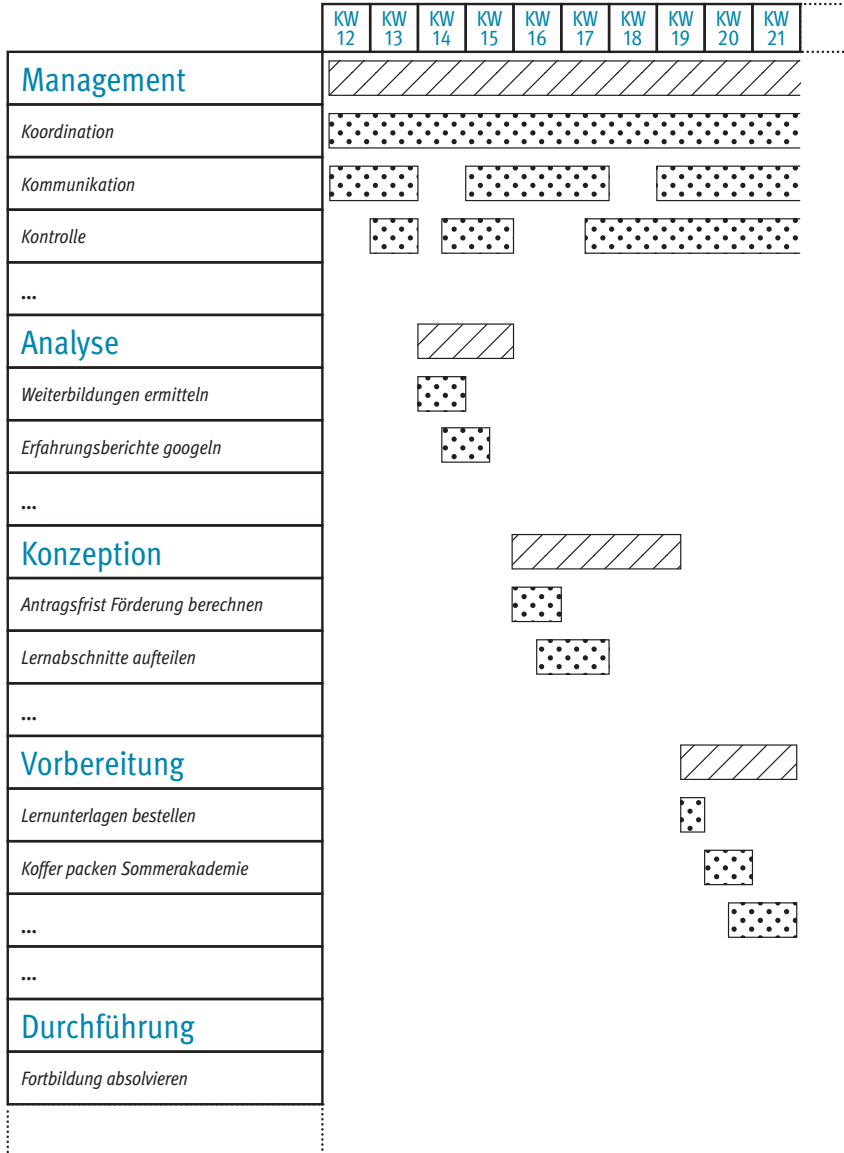 KW KW KW KW KW KW KW KW KW KW
12 13 14 15 16 17 18 19 20 21
Management
Koordination
Kommunikation
Kontrolle
...
Analyse
Weiterbildungen ermitteln
Erfahrungsberichte googeln
...
Konzeption
Antragsfrist Förderung berechnen
Lernabschnitte aufteilen
...
Vorbereitung
Lernunterlagen bestellen
Koffer packen Sommerakademie
...
...
Durchführung
Fortbildung absolvieren